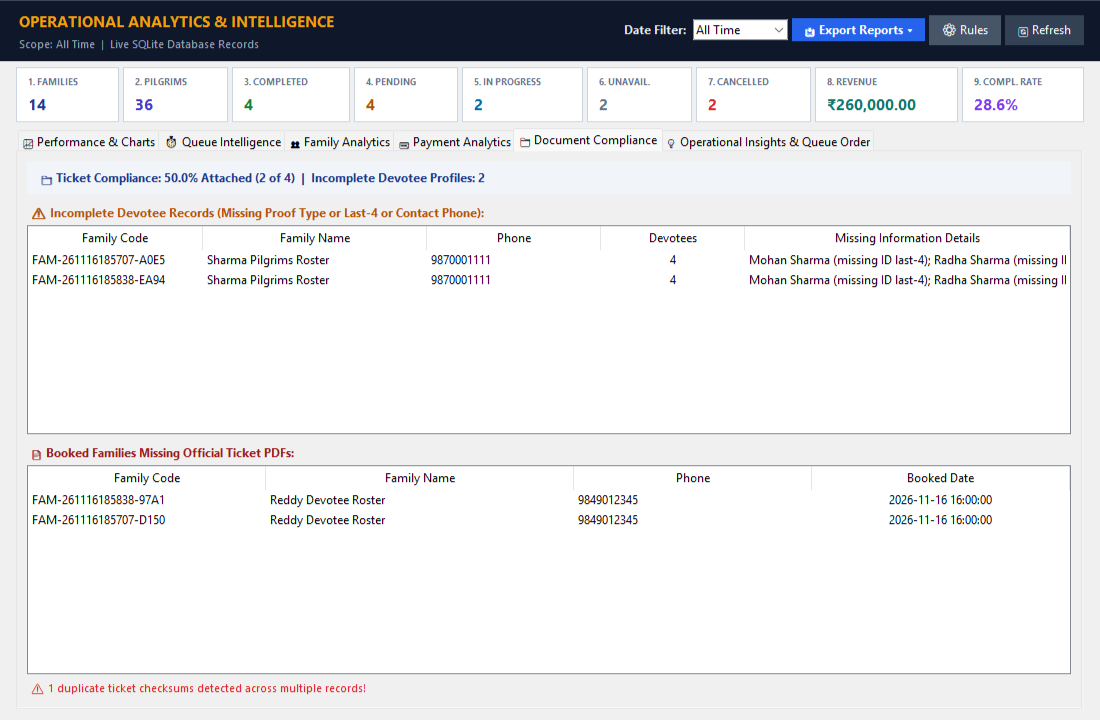 OPERATIONAL ANALYTICS & INTELLIGENCE
Scope: All Time | Live SQLite Database Records
Date Filter: All Time Export Reports Rules Refresh
1. FAMILIES 2. PILGRIMS 3. COMPLETED 4. PENDING 5. IN PROGRESS 6. UNAVAIL. 7. CANCELLED 8. REVENUE 9. COMPL. RATE
14 36 4 4 2 2 2 ₹260,000.00 28.6%
Performance & Charts Queue Intelligence Family Analytics Payment Analytics Document Compliance Operational Insights & Queue Order
Ticket Compliance: 50.0% Attached (2 of 4) | Incomplete Devotee Profiles: 2
Incomplete Devotee Records (Missing Proof Type or Last-4 or Contact Phone):
Family Code Family Name Phone Devotees Missing Information Details
FAM-261116185707-A0E5 Sharma Pilgrims Roster 9870001111 4 Mohan Sharma (missing ID last-4); Radha Sharma (missing
FAM-261116185838-EA94 Sharma Pilgrims Roster 9870001111 4 Mohan Sharma (missing ID last-4); Radha Sharma (missing
Booked Families Missing Official Ticket PDFs:
Family Code Family Name Phone Booked Date
FAM-261116185838-97A1 Reddy Devotee Roster 9849012345 2026-11-16 16:00:00
FAM-261116185707-D150 Reddy Devotee Roster 9849012345 2026-11-16 16:00:00
1 duplicate ticket checksums detected across multiple records!